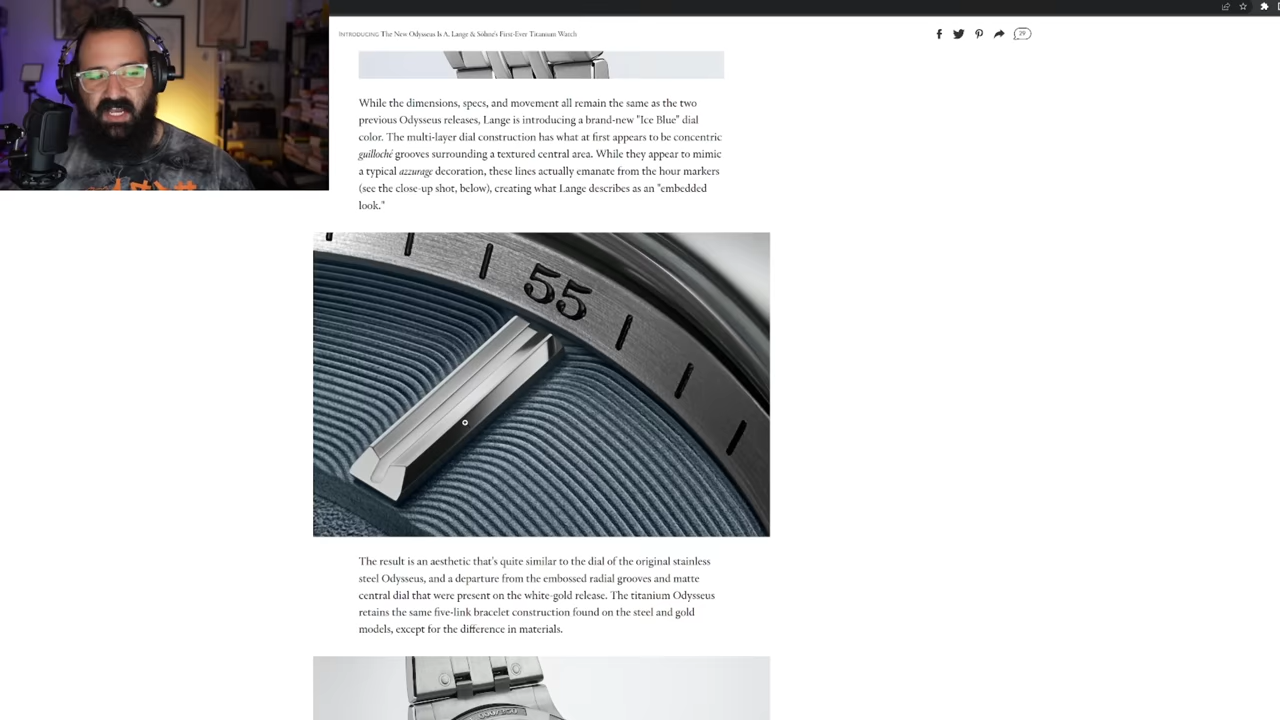 INTRODUCING The New Odysseus Is A. Lange & Söhne's First-Ever Titanium Watch
29
While the dimensions, specs, and movement all remain the same as the two
previous Odysseus releases, Lange is introducing a brand-new "Ice Blue" dial
color. The multi-layer dial construction has what at first appears to be concentric
guilloché grooves surrounding a textured central area. While they appear to mimic
a typical azzurage decoration, these lines actually emanate from the hour markers
(see the close-up shot, below), creating what Lange describes as an "embedded
look."
55
The result is an aesthetic that's quite similar to the dial of the original stainless
steel Odysseus, and a departure from the embossed radial grooves and matte
central dial that were present on the white-gold release. The titanium Odysseus
retains the same five-link bracelet construction found on the steel and gold
models, except for the difference in materials.